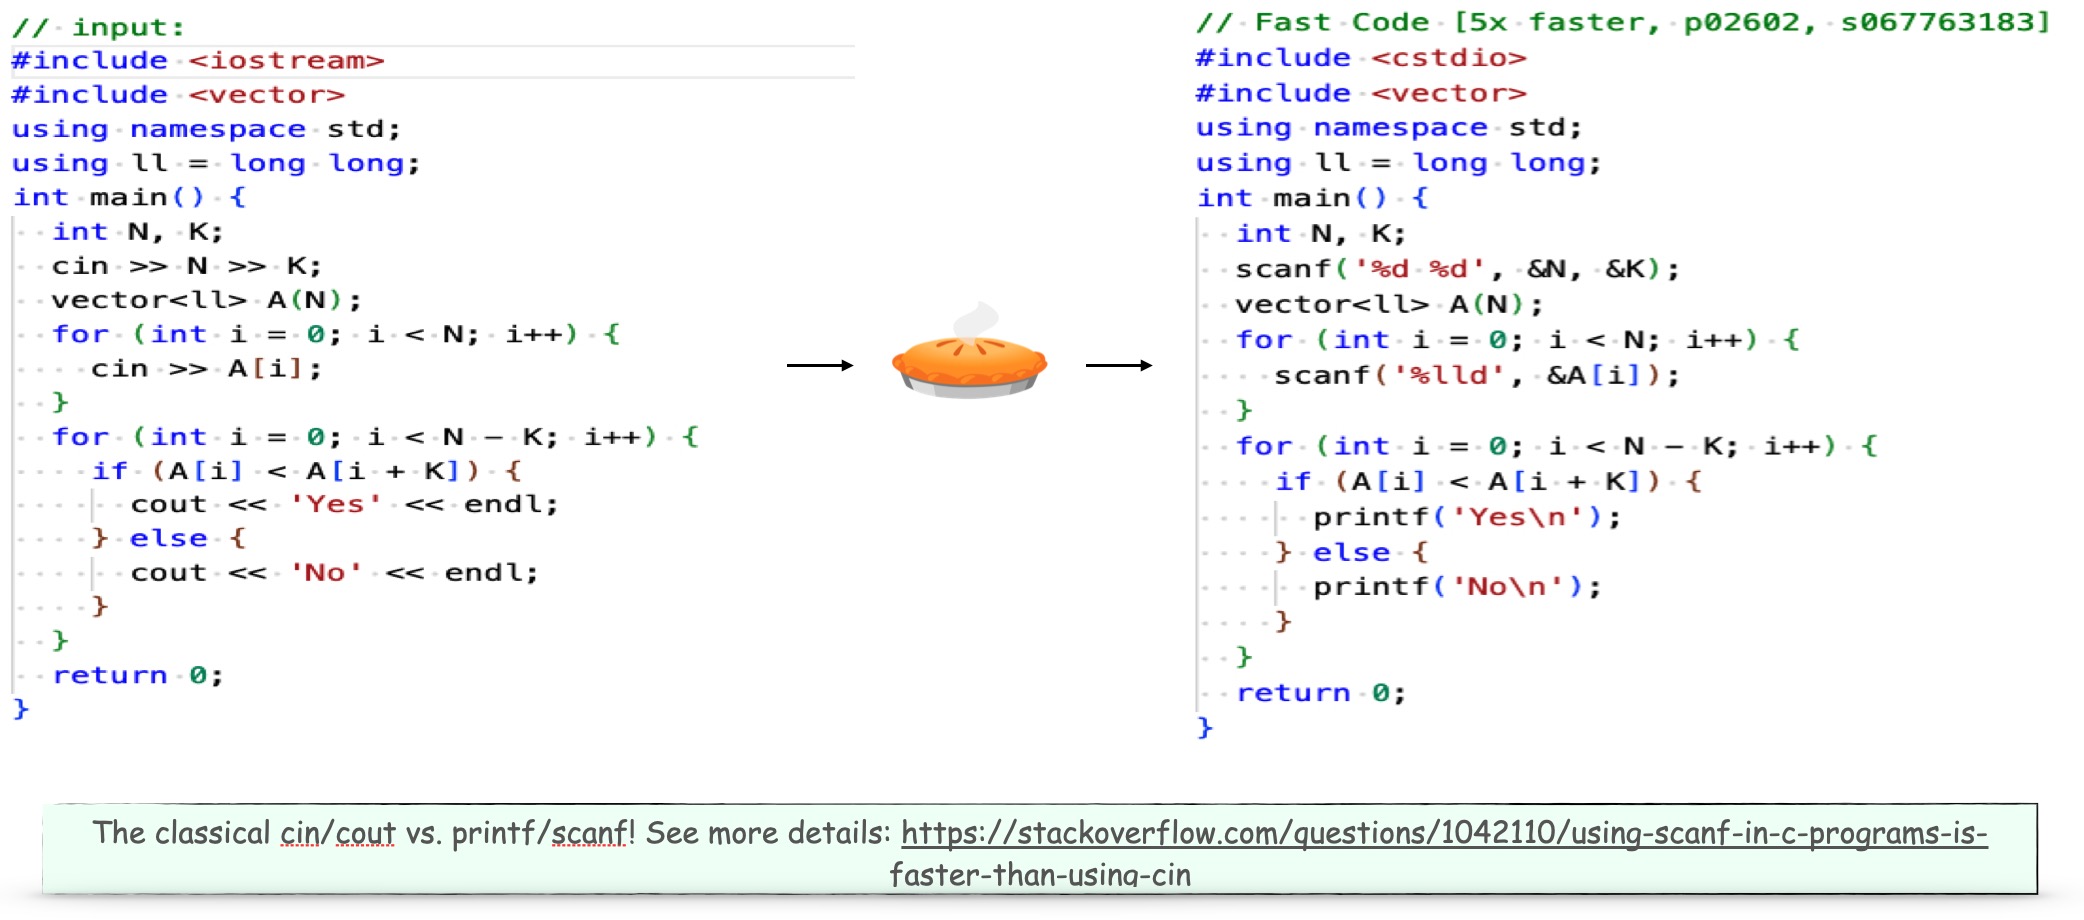 // input:
#include <iostream>
#include <vector>
using namespace std;
using ll = long long;
int main() {
int N, K;
cin >> N >> K;
vector<ll> A(N);
for (int i = 0; i < N; i++) {
cin >> A[i];
}
for (int i = 0; i < N - K; i++) {
if (A[i] < A[i + K]) {
cout << 'Yes' << endl;
} else {
cout << 'No' << endl;
}
}
return 0;
}
// Fast Code [5x faster, p02602, s067763183]
#include <cstdio>
#include <vector>
using namespace std;
using ll = long long;
int main() {
int N, K;
scanf('%d %d', &N, &K);
vector<ll> A(N);
for (int i = 0; i < N; i++) {
scanf('%lld', &A[i]);
}
for (int i = 0; i < N - K; i++) {
if (A[i] < A[i + K]) {
printf('Yes\n');
} else {
printf('No\n');
}
}
return 0;
}
The classical cin/cout vs. printf/scanf! See more details: https://stackoverflow.com/questions/1042110/using-scanf-in-c-programs-is-
faster-than-using-cin